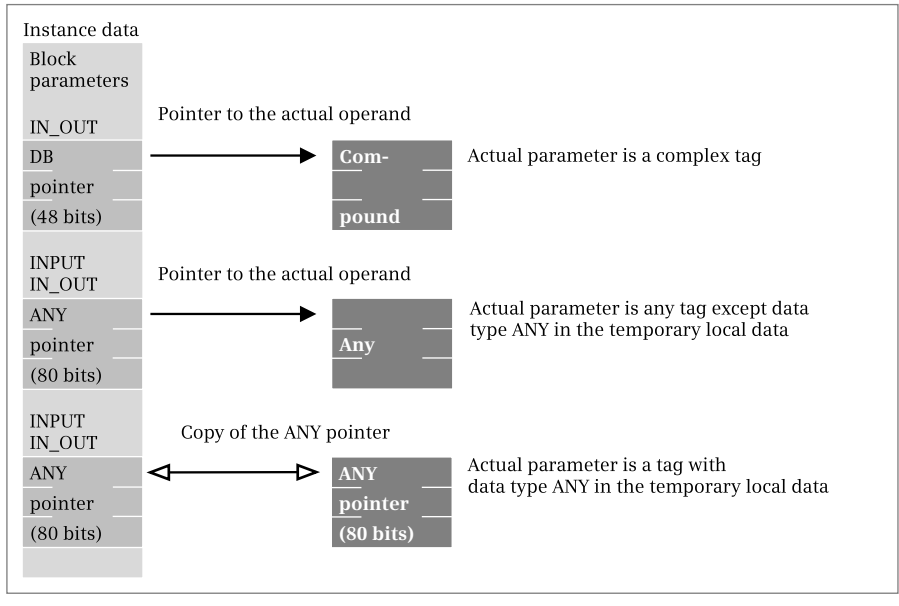 Instance data
Block
parameters
Pointer to the actual operand
IN_OUT
DB
pointer
(48 bits)
Com-
pound
Actual parameter is a complex tag
INPUT
IN_OUT
Pointer to the actual operand
ANY
pointer
(80 bits)
Any
Actual parameter is any tag except data
type ANY in the temporary local data
INPUT
IN_OUT
Copy of the ANY pointer
ANY
pointer
(80 bits)
ANY
pointer
(80 bits)
Actual parameter is a tag with
data type ANY in the temporary local data